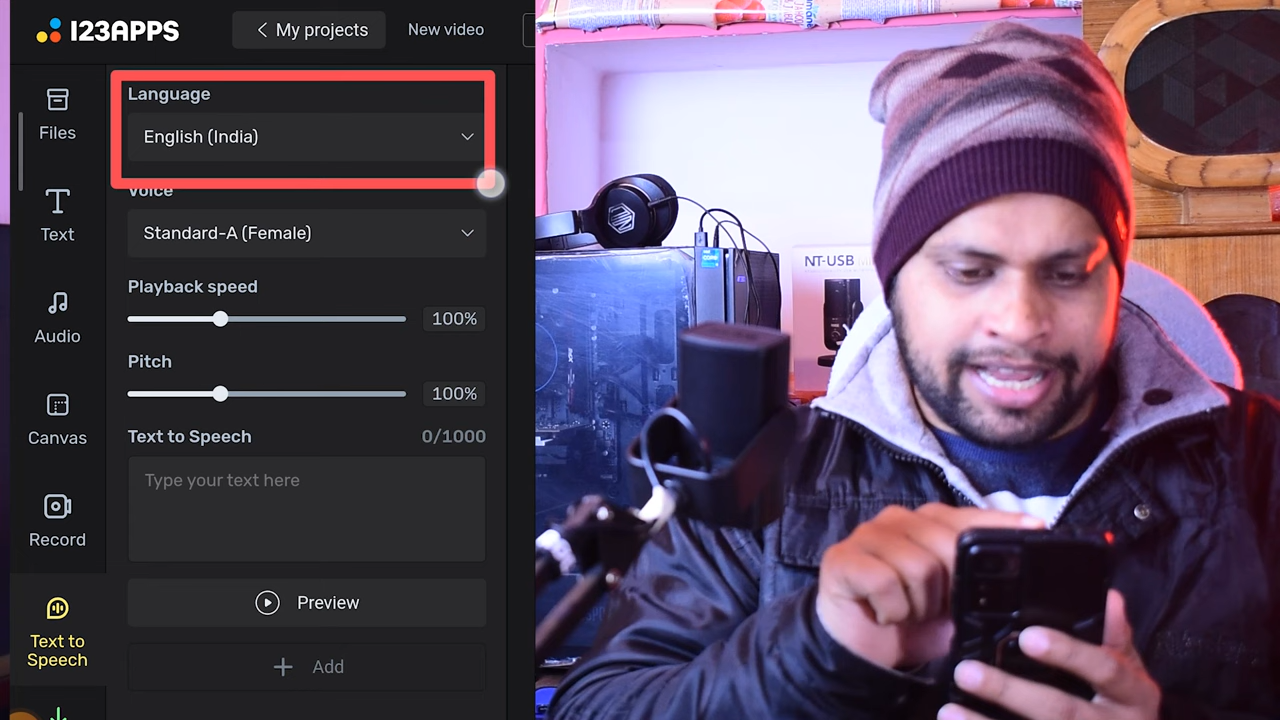 123APPS
My projects
New video
Files
Text
Audio
Canvas
Record
Text to
Speech
Language
English (India)
Voice
Standard-A (Female)
Playback speed
100%
Pitch
100%
Text to Speech
0/1000
Type your text here
Preview
Add
NT-USB